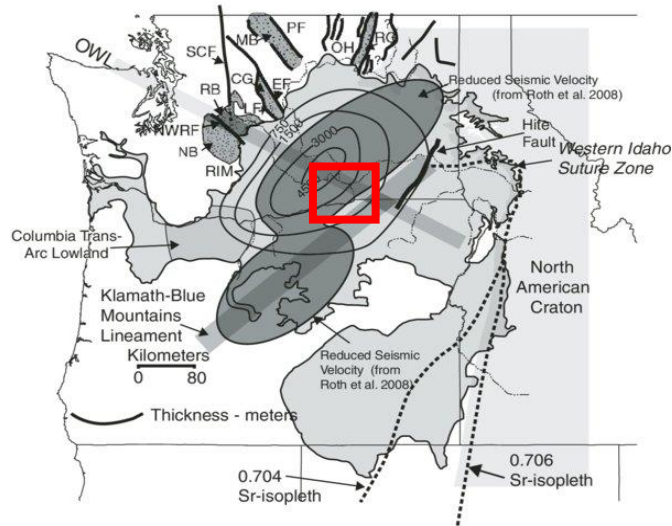 PF
MB
OH
RG
?
?
SCF
OWL
CG
EF
RB
Reduced Seismic Velocity
(from Roth et al. 2008)
NWRF
750
1500
3000
Hite
Fault
NB
Western Idaho
Suture Zone
RIM
Columbia Trans-
Arc Lowland
North
American
Craton
Klamath-Blue
Mountains
Lineament
Kilometers
0 80
Reduced Seismic
Velocity (from
Roth et al. 2008)
Thickness - meters
0.704
Sr-isopleth
0.706
Sr-isopleth